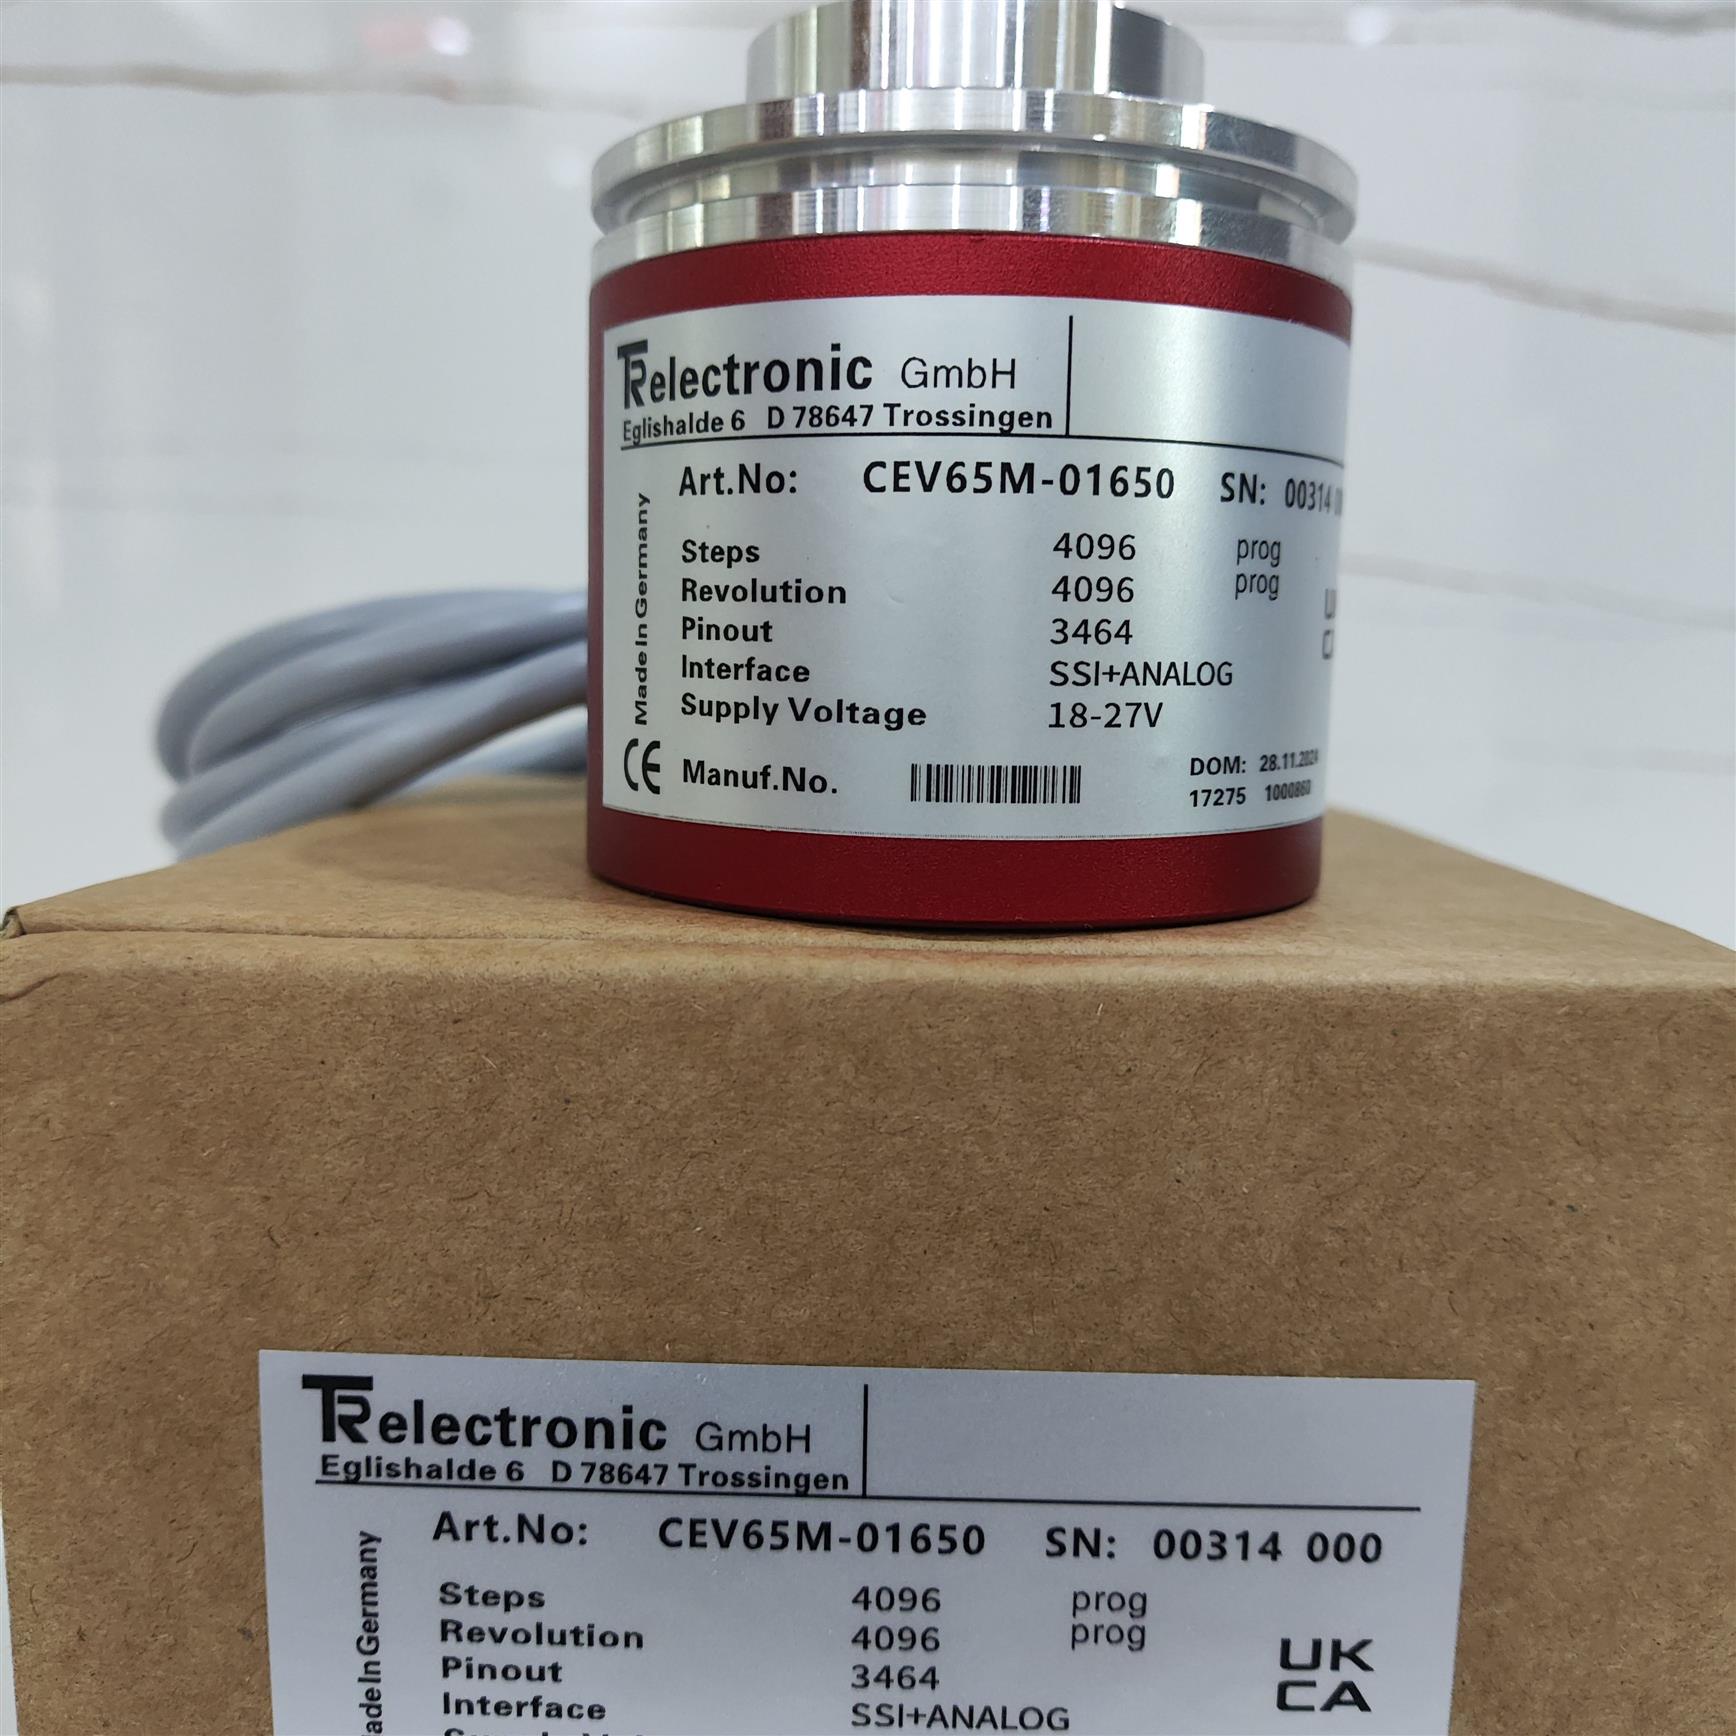 TRelectronic GmbH
Eglishalde 6 D 78647 Trossingen
Art.No: CEV65M-01650 SN: 00314
Steps 4096 prog
Revolution 4096 prog
Pinout 3464
Interface SSI+ANALOG
Supply Voltage 18-27V
Made In Germany
CE Manuf.No. DOM: 28.11.2024
17275 1000860
TRelectronic GmbH
Eglishalde 6 D 78647 Trossingen
Art.No: CEV65M-01650 SN: 00314 000
Steps 4096 prog
Revolution 4096 prog
Pinout 3464
Interface SSI+ANALOG
In Germany
UK
CA